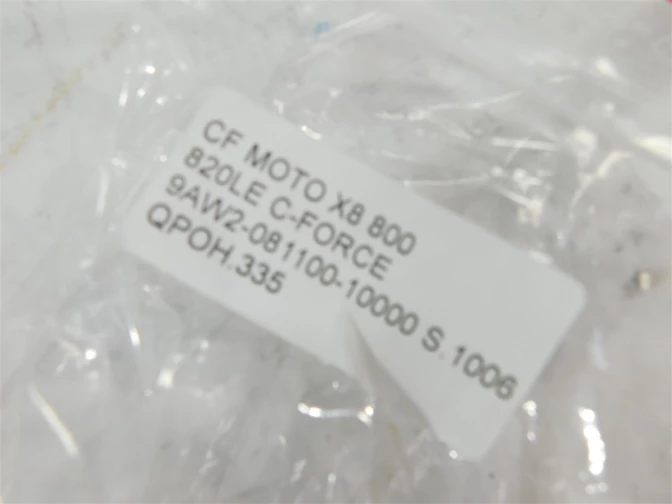 CF MOTO X8 800
820LE C-FORCE
9AW2-081100-10000 S.1006
QPOH.335